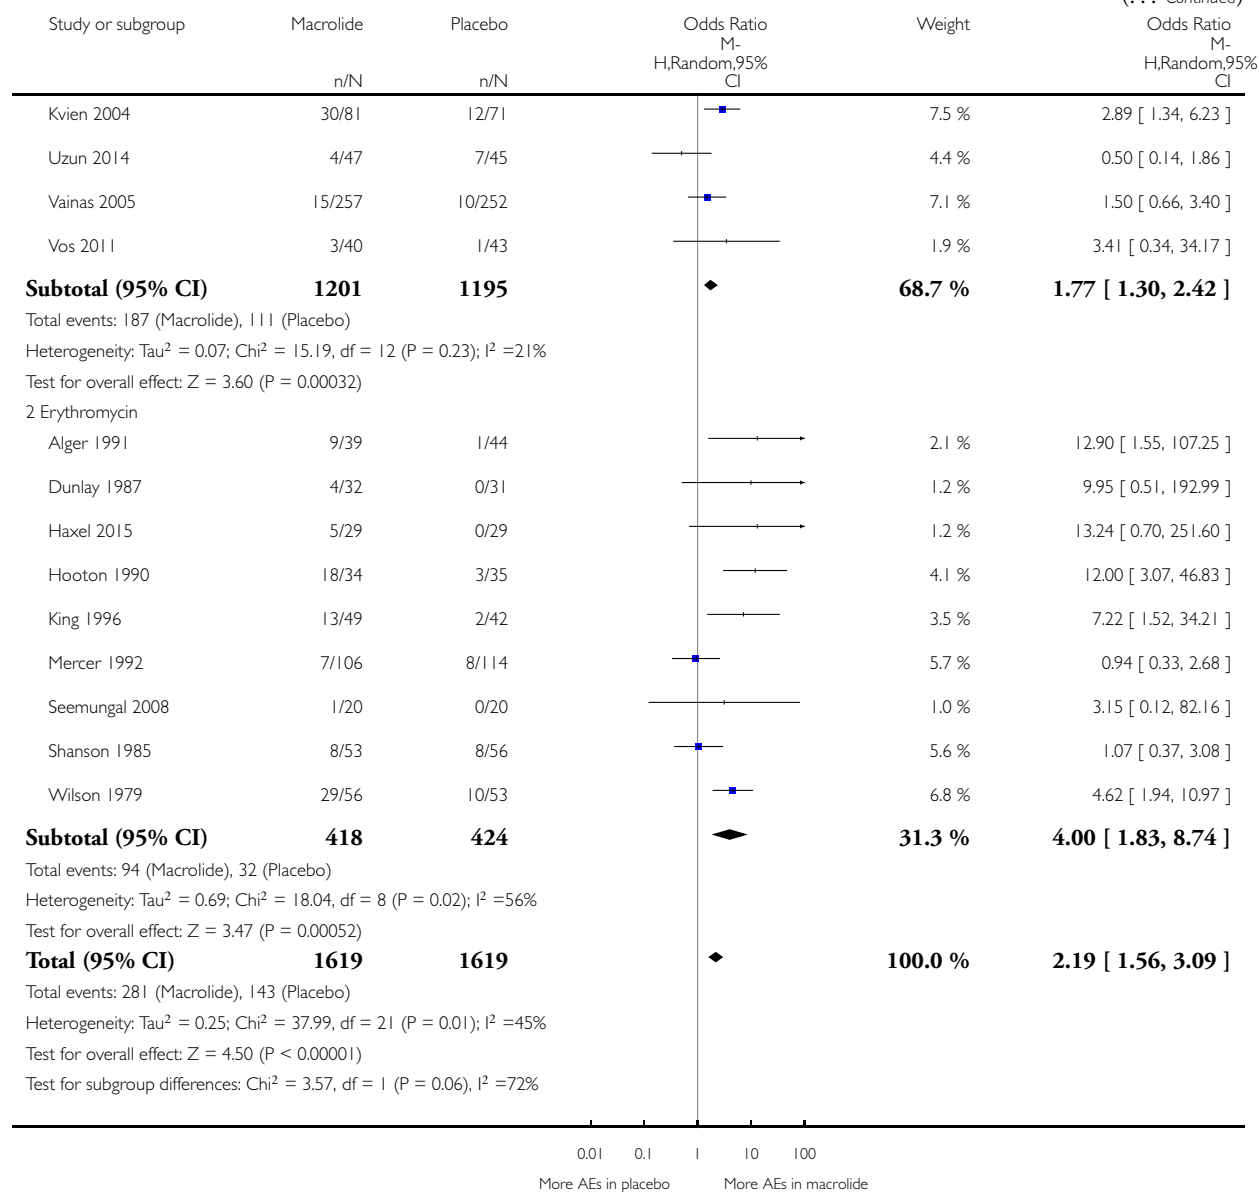 (. . . Continued)
Study or subgroup Macrolide Placebo Odds Ratio Weight Odds Ratio
M- M-
H,Random,95% H,Random,95%
n/N n/N CI CI
Kvien 2004 30/81 12/71 7.5 % 2.89 [ 1.34, 6.23 ]
Uzun 2014 4/47 7/45 4.4 % 0.50 [ 0.14, 1.86 ]
Vainas 2005 15/257 10/252 7.1 % 1.50 [ 0.66, 3.40 ]
Vos 2011 3/40 1/43 1.9 % 3.41 [ 0.34, 34.17 ]
Subtotal (95% CI) 1201 1195 68.7 % 1.77 [ 1.30, 2.42 ]
Total events: 187 (Macrolide), 111 (Placebo)
Heterogeneity: Tau² = 0.07; Chi² = 15.19, df = 12 (P = 0.23); I² =21%
Test for overall effect: Z = 3.60 (P = 0.00032)
2 Erythromycin
Alger 1991 9/39 1/44 2.1 % 12.90 [ 1.55, 107.25 ]
Dunlay 1987 4/32 0/31 1.2 % 9.95 [ 0.51, 192.99 ]
Haxel 2015 5/29 0/29 1.2 % 13.24 [ 0.70, 251.60 ]
Hooton 1990 18/34 3/35 4.1 % 12.00 [ 3.07, 46.83 ]
King 1996 13/49 2/42 3.5 % 7.22 [ 1.52, 34.21 ]
Mercer 1992 7/106 8/114 5.7 % 0.94 [ 0.33, 2.68 ]
Seemungal 2008 1/20 0/20 1.0 % 3.15 [ 0.12, 82.16 ]
Shanson 1985 8/53 8/56 5.6 % 1.07 [ 0.37, 3.08 ]
Wilson 1979 29/56 10/53 6.8 % 4.62 [ 1.94, 10.97 ]
Subtotal (95% CI) 418 424 31.3 % 4.00 [ 1.83, 8.74 ]
Total events: 94 (Macrolide), 32 (Placebo)
Heterogeneity: Tau² = 0.69; Chi² = 18.04, df = 8 (P = 0.02); I² =56%
Test for overall effect: Z = 3.47 (P = 0.00052)
Total (95% CI) 1619 1619 100.0 % 2.19 [ 1.56, 3.09 ]
Total events: 281 (Macrolide), 143 (Placebo)
Heterogeneity: Tau² = 0.25; Chi² = 37.99, df = 21 (P = 0.01); I² =45%
Test for overall effect: Z = 4.50 (P < 0.00001)
Test for subgroup differences: Chi² = 3.57, df = 1 (P = 0.06), I² =72%
0.01 0.1 1 10 100
More AEs in placebo More AEs in macrolide